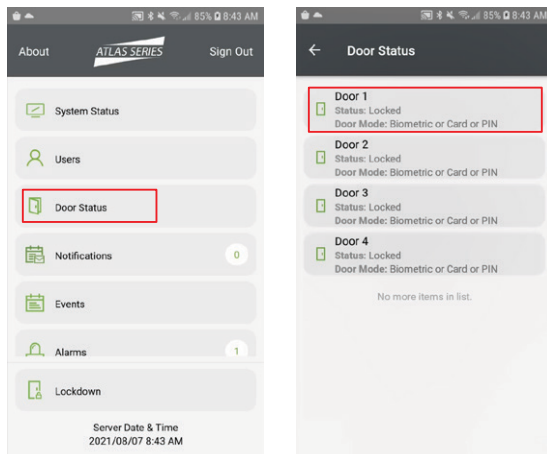 85% 8:43 AM
About
ATLAS SERIES
Sign Out
System Status
Users
Door Status
Notifications
0
Events
Alarms
1
Lockdown
Server Date & Time
2021/08/07 8:43 AM
85% 8:43 AM
Door Status
Door 1
Status: Locked
Door Mode: Biometric or Card or PIN
Door 2
Status: Locked
Door Mode: Biometric or Card or PIN
Door 3
Status: Locked
Door Mode: Biometric or Card or PIN
Door 4
Status: Locked
Door Mode: Biometric or Card or PIN
No more items in list.